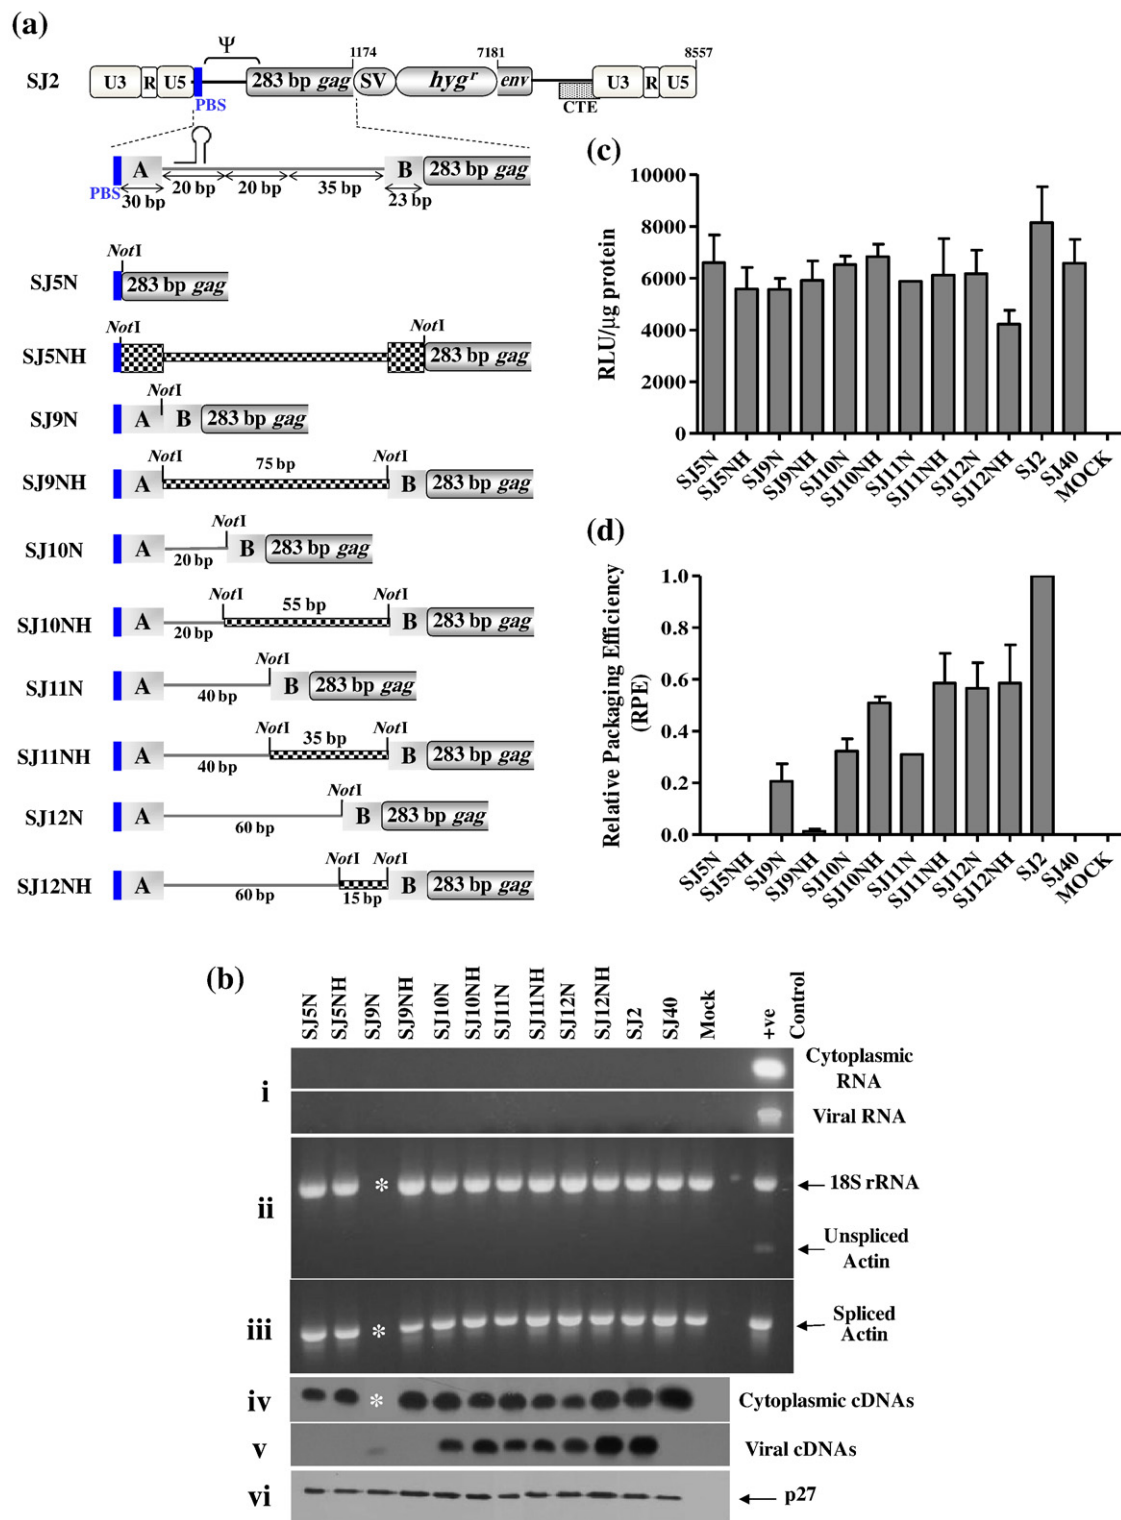 (a)
Ψ
1174
7181
8557
SJ2
U3
R
U5
283 bp gag
SV
hygʳ
env
U3
R
U5
PBS
CTE
A
B
283 bp gag
PBS
20 bp
20 bp
35 bp
30 bp
23 bp
NotI
SJ5N
283 bp gag
NotI
NotI
SJ5NH
283 bp gag
NotI
SJ9N
A
B
283 bp gag
NotI
75 bp
NotI
SJ9NH
A
B
283 bp gag
NotI
SJ10N
A
B
283 bp gag
20 bp
NotI
55 bp
NotI
SJ10NH
A
B
283 bp gag
20 bp
NotI
SJ11N
A
B
283 bp gag
40 bp
NotI
35 bp
NotI
SJ11NH
A
B
283 bp gag
40 bp
NotI
SJ12N
A
B
283 bp gag
60 bp
NotI
NotI
SJ12NH
A
B
283 bp gag
60 bp
15 bp
(c)
RLU/µg protein
10000
8000
6000
4000
2000
0
SJ5N
SJ5NH
SJ9N
SJ9NH
SJ10N
SJ10NH
SJ11N
SJ11NH
SJ12N
SJ12NH
SJ2
SJ40
MOCK
(d)
Relative Packaging Efficiency
(RPE)
1.0
0.8
0.6
0.4
0.2
0.0
SJ5N
SJ5NH
SJ9N
SJ9NH
SJ10N
SJ10NH
SJ11N
SJ11NH
SJ12N
SJ12NH
SJ2
SJ40
MOCK
(b)
SJ5N
SJ5NH
SJ9N
SJ9NH
SJ10N
SJ10NH
SJ11N
SJ11NH
SJ12N
SJ12NH
SJ2
SJ40
Mock
+ve
Control
i
Cytoplasmic
RNA
Viral RNA
ii
*
18S rRNA
Unspliced
Actin
iii
*
Spliced
Actin
iv
*
Cytoplasmic cDNAs
v
Viral cDNAs
vi
p27